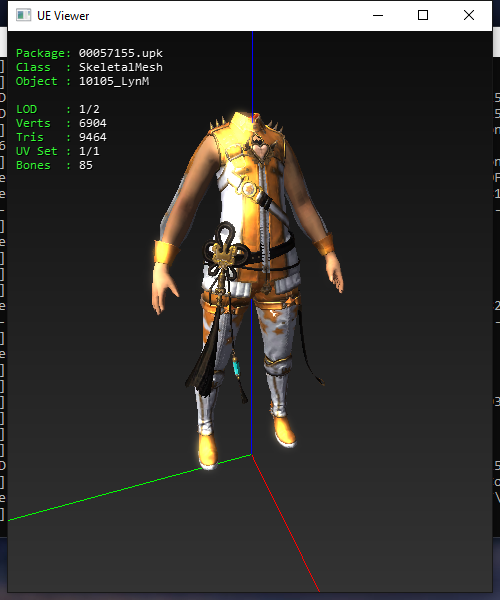 UE Viewer
Package: 00057155.upk
Class : SkeletalMesh
Object : 10105_LynM
LOD : 1/2
Verts : 6904
Tris : 9464
UV Set : 1/1
Bones : 85